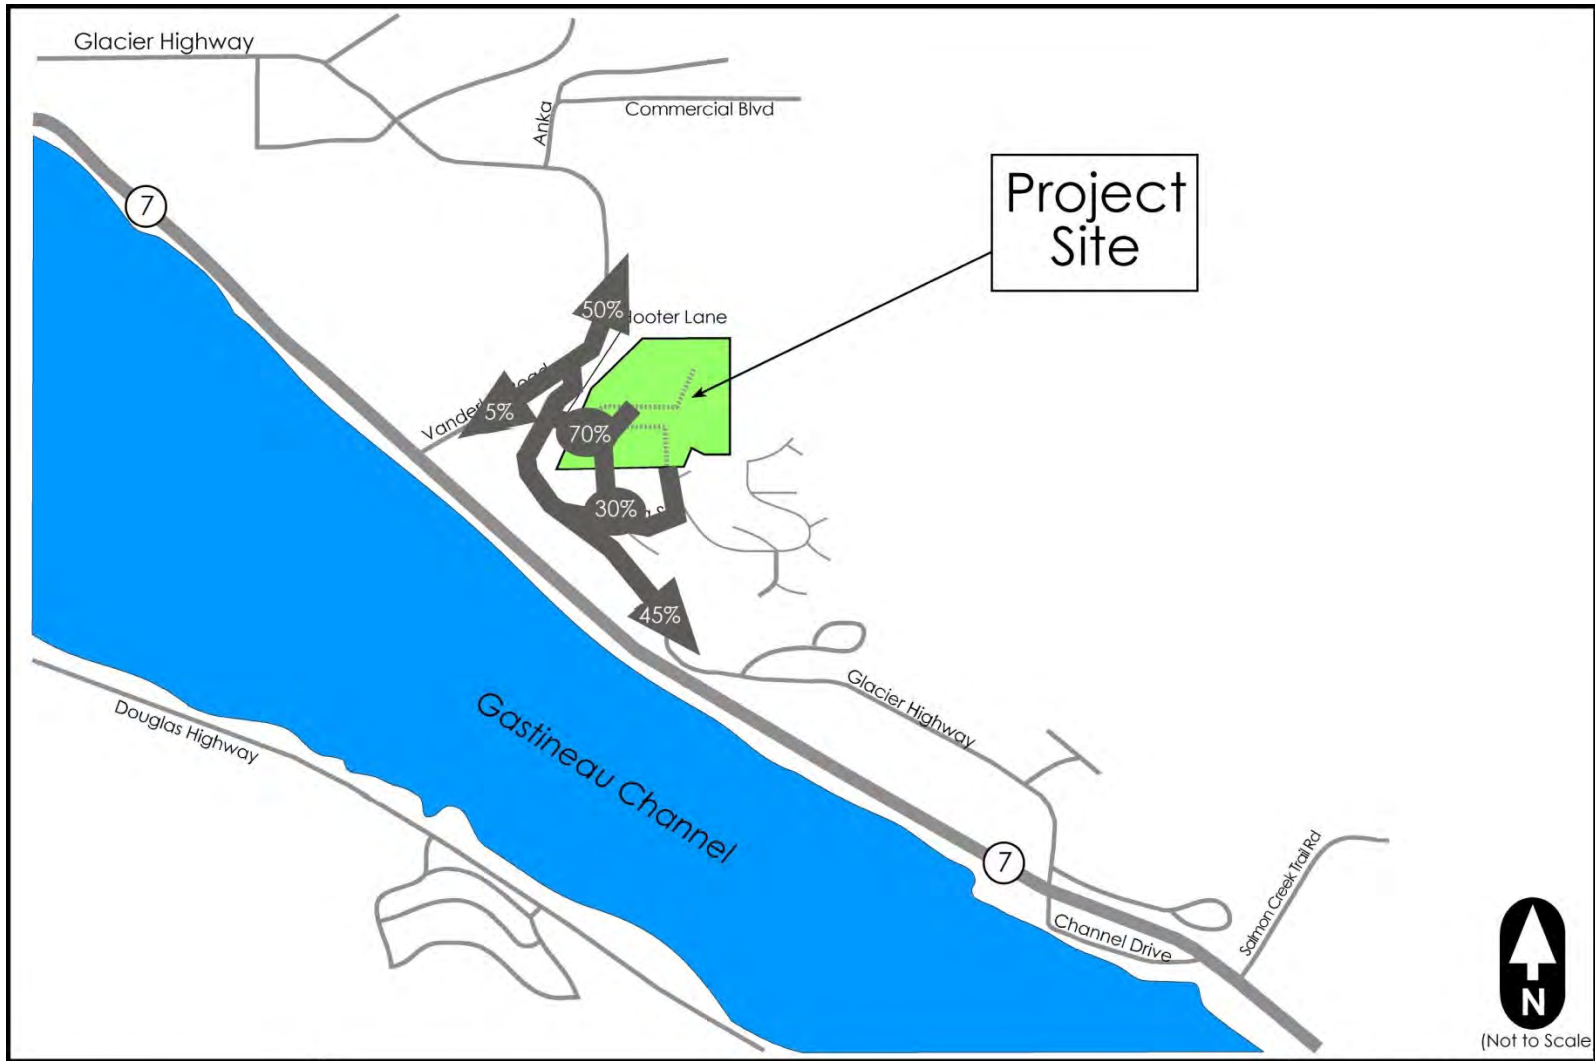 Glacier Highway
Commercial Blvd
Anka
7
Project
Site
50%
Hooter Lane
5%
70%
30%
45%
Glacier Highway
Douglas Highway
Gastineau Channel
7
Salmon Creek Trail Rd
Channel Drive
N
(Not to Scale